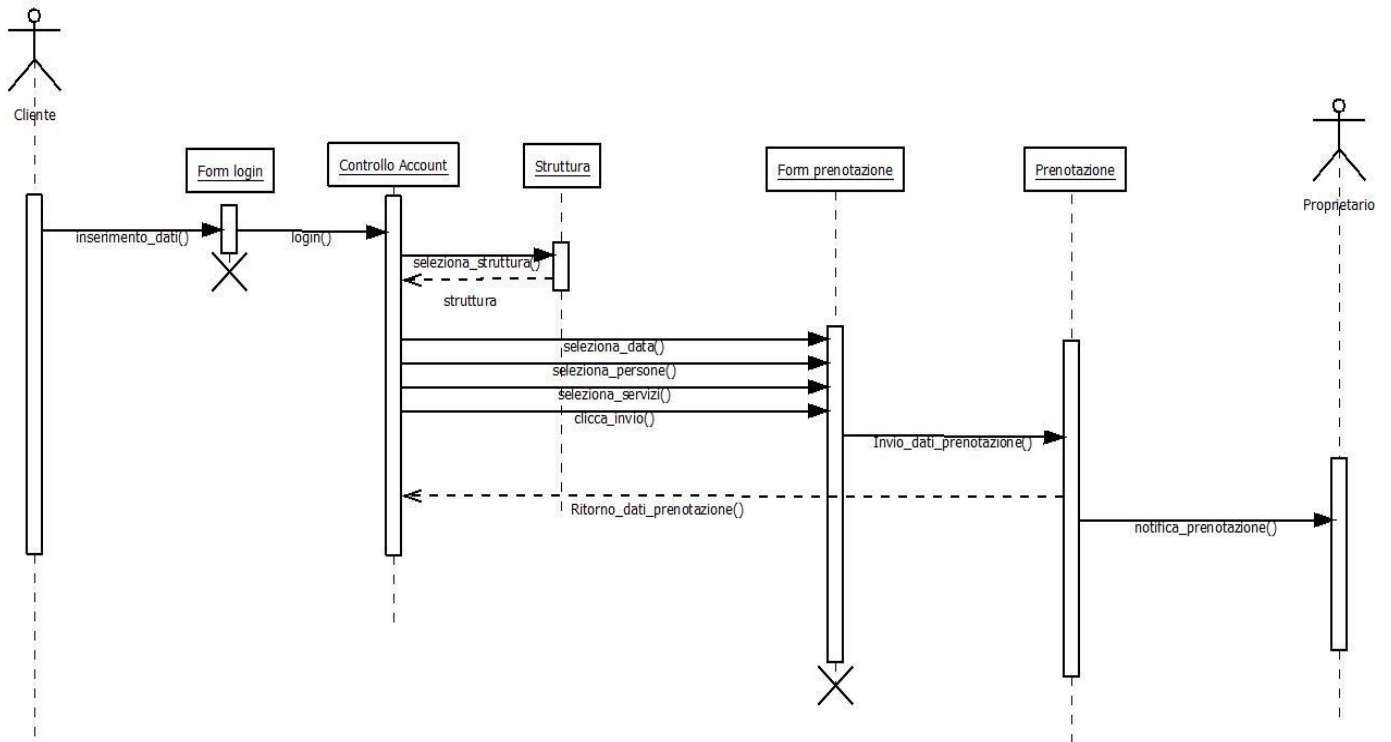 Cliente
Form login
Controllo Account
Struttura
Form prenotazione
Prenotazione
Proprietario
inserimento_dati()
login()
seleziona_struttura()
struttura
seleziona_data()
seleziona_persone()
seleziona_servizi()
clicca_invio()
Invio_dati_prenotazione()
Ritorno_dati_prenotazione()
notifica_prenotazione()